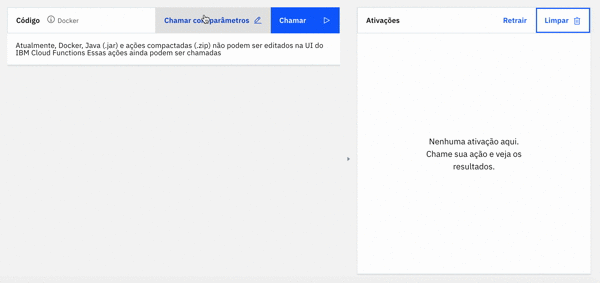 Código Docker Chamar com parâmetros Chamar
Atualmente, Docker, Java (.jar) e ações compactadas (.zip) não podem ser editados na UI do
IBM Cloud Functions Essas ações ainda podem ser chamadas
Ativações Retrair Limpar
Nenhuma ativação aqui.
Chame sua ação e veja os
resultados.